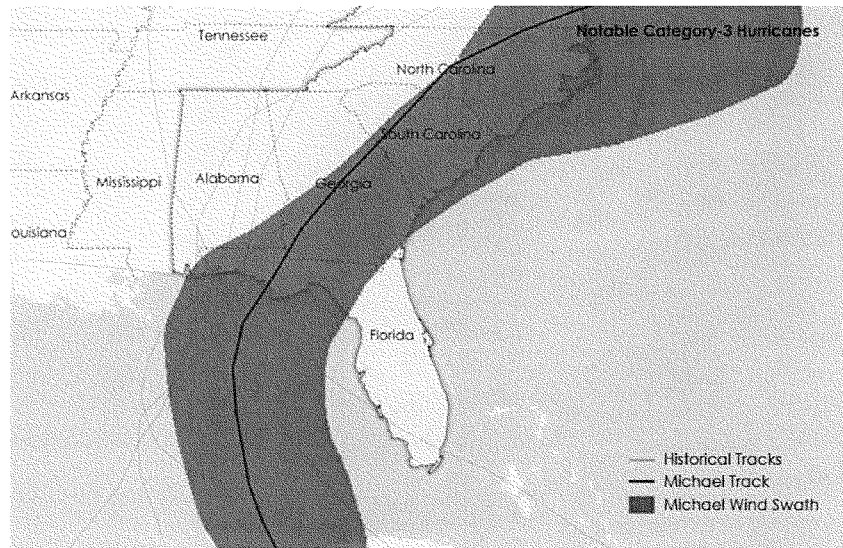 Tennessee
Notable Category-3 Hurricanes
North Carolina
Arkansas
South Carolina
Mississippi
Alabama
Georgia
ouisiana
Florida
Historical Tracks
Michael Track
Michael Wind Swath